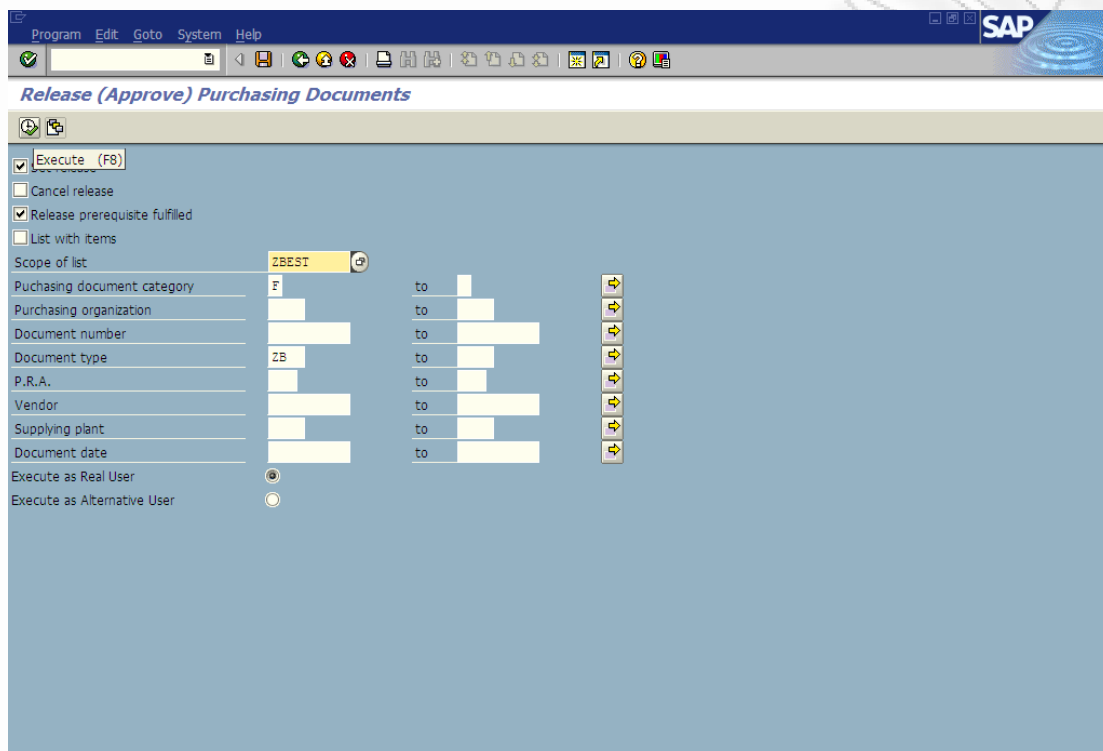 Program Edit Goto System Help
SAP
Release (Approve) Purchasing Documents
Execute (F8)
Set release
Cancel release
Release prerequisite fulfilled
List with items
Scope of list ZBEST
Puchasing document category F to
Purchasing organization to
Document number to
Document type ZB to
P.R.A. to
Vendor to
Supplying plant to
Document date to
Execute as Real User
Execute as Alternative User